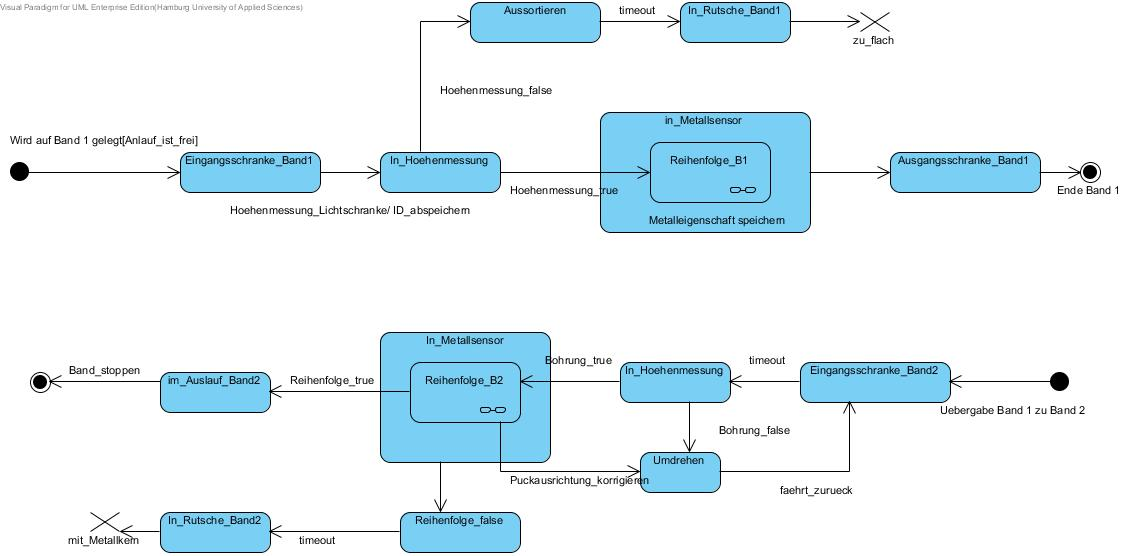 Visual Paradigm for UML Enterprise Edition(Hamburg University of Applied Sciences)
Aussortieren
timeout
In_Rutsche_Band1
zu_flach
Hoehenmessung_false
in_Metallsensor
Wird auf Band 1 gelegt[Anlauf_ist_frei]
Eingangsschranke_Band1
In_Hoehenmessung
Reihenfolge_B1
Ausgangsschranke_Band1
Hoehenmessung_true
Ende Band 1
Hoehenmessung_Lichtschranke/ ID_abspeichern
Metalleigenschaft speichern
In_Metallsensor
Bohrung_true
timeout
Band_stoppen
im_Auslauf_Band2
Reihenfolge_true
Reihenfolge_B2
In_Hoehenmessung
Eingangsschranke_Band2
Uebergabe Band 1 zu Band 2
Bohrung_false
Umdrehen
Puckausrichtung_korrigieren
faehrt_zurueck
In_Rutsche_Band2
Reihenfolge_false
mit_Metallkern
timeout